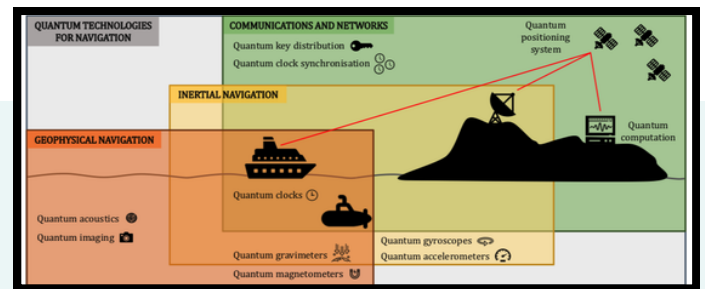 QUANTUM TECHNOLOGIES
FOR NAVIGATION
COMMUNICATIONS AND NETWORKS
Quantum key distribution
Quantum clock synchronisation
Quantum
positioning
system
INERTIAL NAVIGATION
Quantum
computation
GEOPHYSICAL NAVIGATION
Quantum clocks
Quantum acoustics
Quantum imaging
Quantum gyroscopes
Quantum gravimeters
Quantum accelerometers
Quantum magnetometers